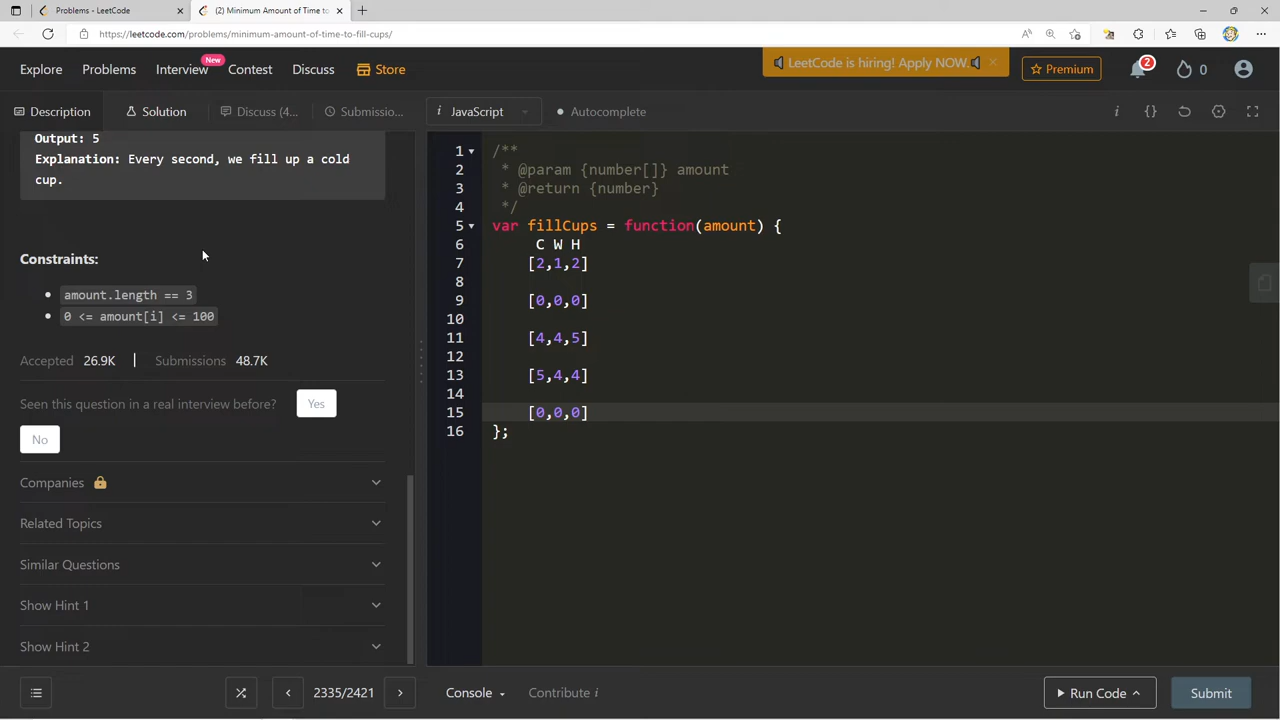 Problems - LeetCode
(2) Minimum Amount of Time to
https://leetcode.com/problems/minimum-amount-of-time-to-fill-cups/
Explore
Problems
Interview
New
Contest
Discuss
Store
LeetCode is hiring! Apply NOW.
Premium
2
0
Description
Solution
Discuss (4...
Submissio...
i JavaScript
Autocomplete
Output: 5
Explanation: Every second, we fill up a cold
cup.
Constraints:
amount.length == 3
0 <= amount[i] <= 100
Accepted 26.9K
Submissions 48.7K
Seen this question in a real interview before?
Yes
No
Companies
Related Topics
Similar Questions
Show Hint 1
Show Hint 2
1 /**
2 * @param {number[]} amount
3 * @return {number}
4 */
5 var fillCups = function(amount) {
6 C W H
7 [2,1,2]
8
9 [0,0,0]
10
11 [4,4,5]
12
13 [5,4,4]
14
15 [0,0,0]
16 };
2335/2421
Console
Contribute i
Run Code
Submit